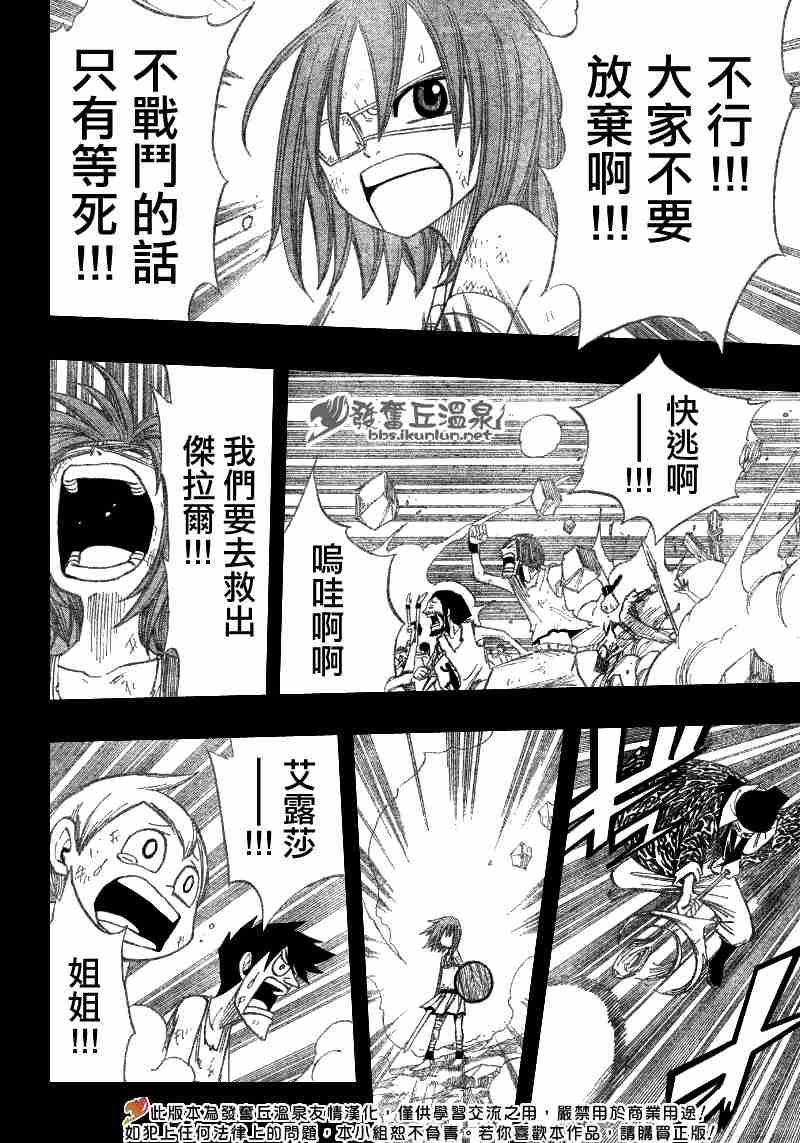 不行!!!
大家不要
放棄啊!!!
不戰鬥的話
只有等死!!!
快逃啊
——!!!
嗚哇啊啊
我們要去救出
傑拉爾!!!
發奮丘溫泉
bbs.ikunlun.net
艾露莎
——!!!
姐姐!!!
此版本為發奮丘溫泉友情漢化，僅供學習交流之用，嚴禁用於商業用途！
如犯上任何法律上的問題，本小組恕不負責。若你喜歡本作品，請購買正版！